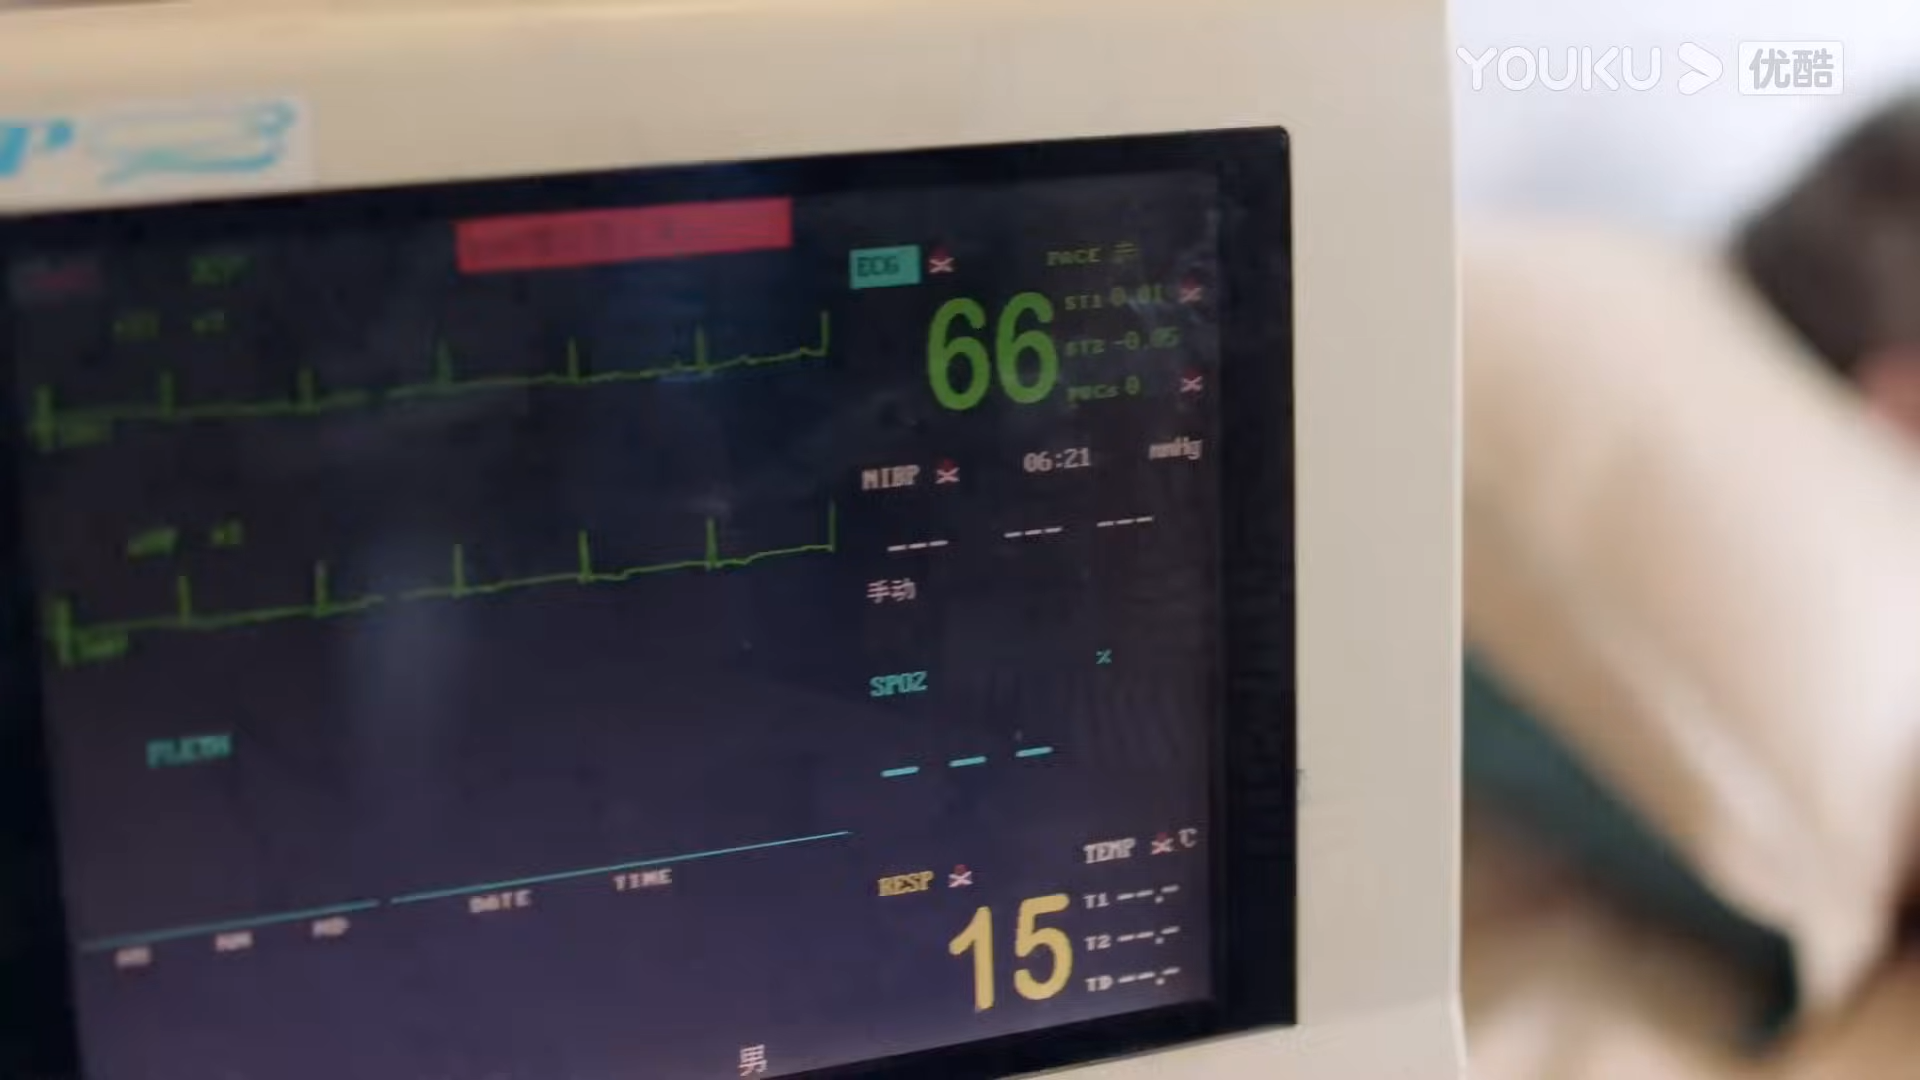 YOUKU 优酷
ECG
PACE
66
ST1 0.01
ST2 -0.05
PVCs 0
NIBP 06:21 mmHg
--- --- ---
手动
SPO2 %
PLETH
- - -
DATE TIME
RESP
15
TEMP ℃
T1 --.-
T2 --.-
TD --.-
男